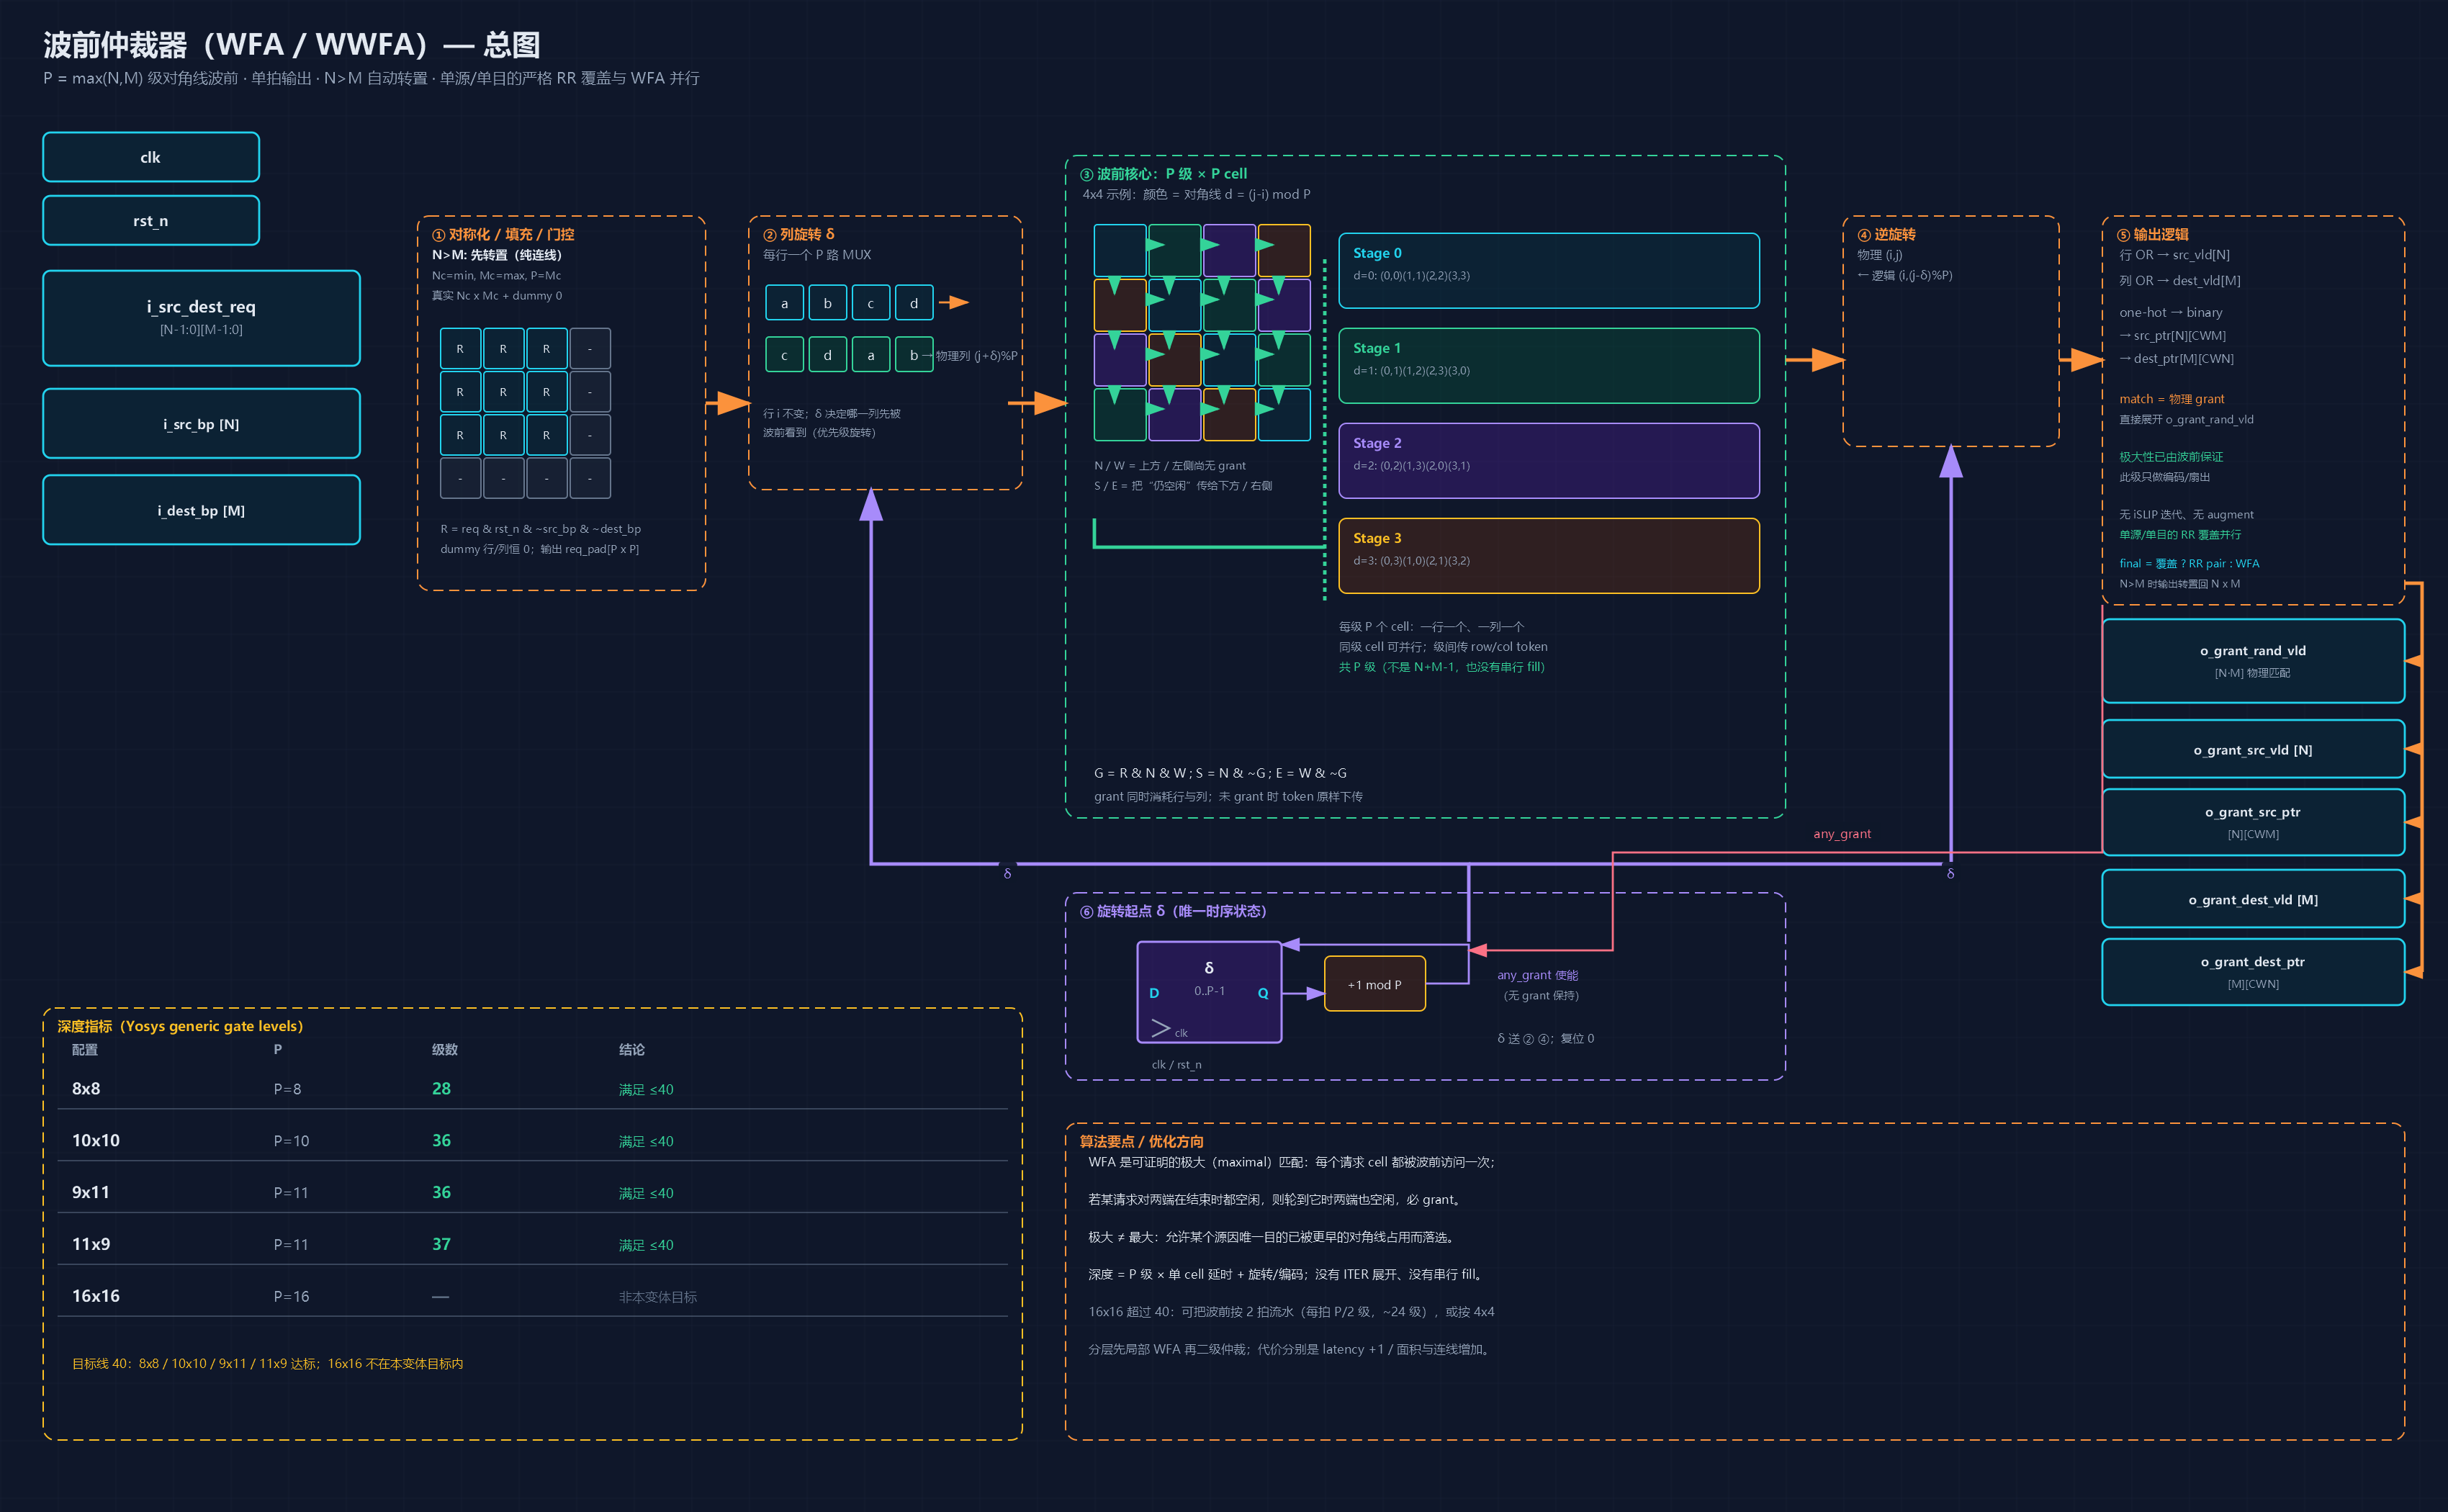 波前仲裁器（WFA / WWFA）— 总图
P = max(N,M) 级对角线波前 · 单拍输出 · N>M 自动转置 · 单源/单目的严格 RR 覆盖与 WFA 并行
clk
rst_n
i_src_dest_req
[N-1:0][M-1:0]
i_src_bp [N]
i_dest_bp [M]
① 对称化 / 填充 / 门控
N>M: 先转置（纯连线）
Nc=min, Mc=max, P=Mc
真实 Nc x Mc + dummy 0
R R R -
R R R -
R R R -
- - - -
R = req & rst_n & ~src_bp & ~dest_bp
dummy 行/列恒 0；输出 req_pad[P x P]
② 列旋转 δ
每行一个 P 路 MUX
a b c d
c d a b → 物理列 (j+δ)%P
行 i 不变；δ 决定哪一列先被
波前看到（优先级旋转）
③ 波前核心：P 级 × P cell
4x4 示例：颜色 = 对角线 d = (j-i) mod P
N / W = 上方 / 左侧尚无 grant
S / E = 把“仍空闲”传给下方 / 右侧
Stage 0
d=0: (0,0)(1,1)(2,2)(3,3)
Stage 1
d=1: (0,1)(1,2)(2,3)(3,0)
Stage 2
d=2: (0,2)(1,3)(2,0)(3,1)
Stage 3
d=3: (0,3)(1,0)(2,1)(3,2)
每级 P 个 cell：一行一个、一列一个
同级 cell 可并行；级间传 row/col token
共 P 级（不是 N+M-1，也没有串行 fill）
G = R & N & W ; S = N & ~G ; E = W & ~G
grant 同时消耗行与列；未 grant 时 token 原样下传
④ 逆旋转
物理 (i,j)
← 逻辑 (i,(j-δ)%P)
⑤ 输出逻辑
行 OR → src_vld[N]
列 OR → dest_vld[M]
one-hot → binary
→ src_ptr[N][CWM]
→ dest_ptr[M][CWN]
match = 物理 grant
直接展开 o_grant_rand_vld
极大性已由波前保证
此级只做编码/扇出
无 iSLIP 迭代、无 augment
单源/单目的 RR 覆盖并行
final = 覆盖 ? RR pair : WFA
N>M 时输出转置回 N x M
o_grant_rand_vld
[N·M] 物理匹配
o_grant_src_vld [N]
o_grant_src_ptr
[N][CWM]
o_grant_dest_vld [M]
o_grant_dest_ptr
[M][CWN]
any_grant
δ
δ
⑥ 旋转起点 δ（唯一时序状态）
δ
D 0..P-1 Q
clk
clk / rst_n
+1 mod P
any_grant 使能
（无 grant 保持）
δ 送 ② ④；复位 0
深度指标（Yosys generic gate levels）
配置 P 级数 结论
8x8 P=8 28 满足 ≤40
10x10 P=10 36 满足 ≤40
9x11 P=11 36 满足 ≤40
11x9 P=11 37 满足 ≤40
16x16 P=16 — 非本变体目标
目标线 40：8x8 / 10x10 / 9x11 / 11x9 达标；16x16 不在本变体目标内
算法要点 / 优化方向
WFA 是可证明的极大（maximal）匹配：每个请求 cell 都被波前访问一次；
若某请求对两端在结束时都空闲，则轮到它时两端也空闲，必 grant。
极大 ≠ 最大：允许某个源因唯一目的已被更早的对角线占用而落选。
深度 = P 级 × 单 cell 延时 + 旋转/编码；没有 ITER 展开、没有串行 fill。
16x16 超过 40：可把波前按 2 拍流水（每拍 P/2 级，~24 级），或按 4x4
分层先局部 WFA 再二级仲裁；代价分别是 latency +1 / 面积与连线增加。